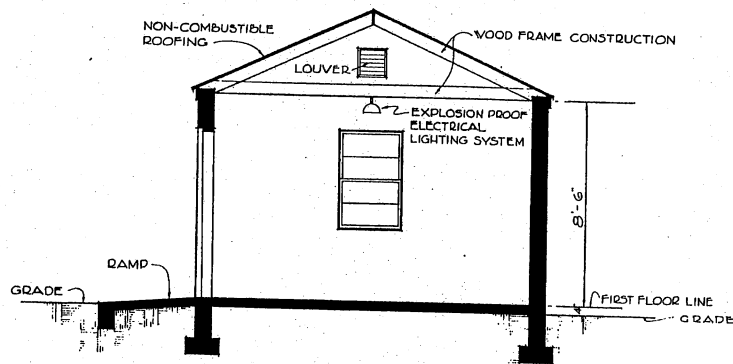 NON-COMBUSTIBLE
ROOFING
WOOD FRAME CONSTRUCTION
LOUVER
EXPLOSION PROOF
ELECTRICAL
LIGHTING SYSTEM
8'-6"
RAMP
GRADE
FIRST FLOOR LINE
GRADE